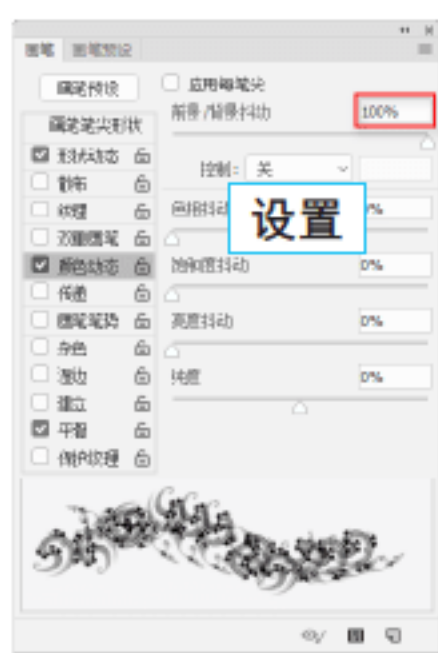 画笔 画笔预设
画笔预设
应用每笔尖
前景/背景抖动 100%
画笔笔尖形状
形状动态
控制： 关
散布
纹理
色相抖动 0%
设置
双重画笔
颜色动态
饱和度抖动 0%
传递
画笔笔势
亮度抖动 0%
杂色
湿边
纯度 0%
建立
平滑
保护纹理